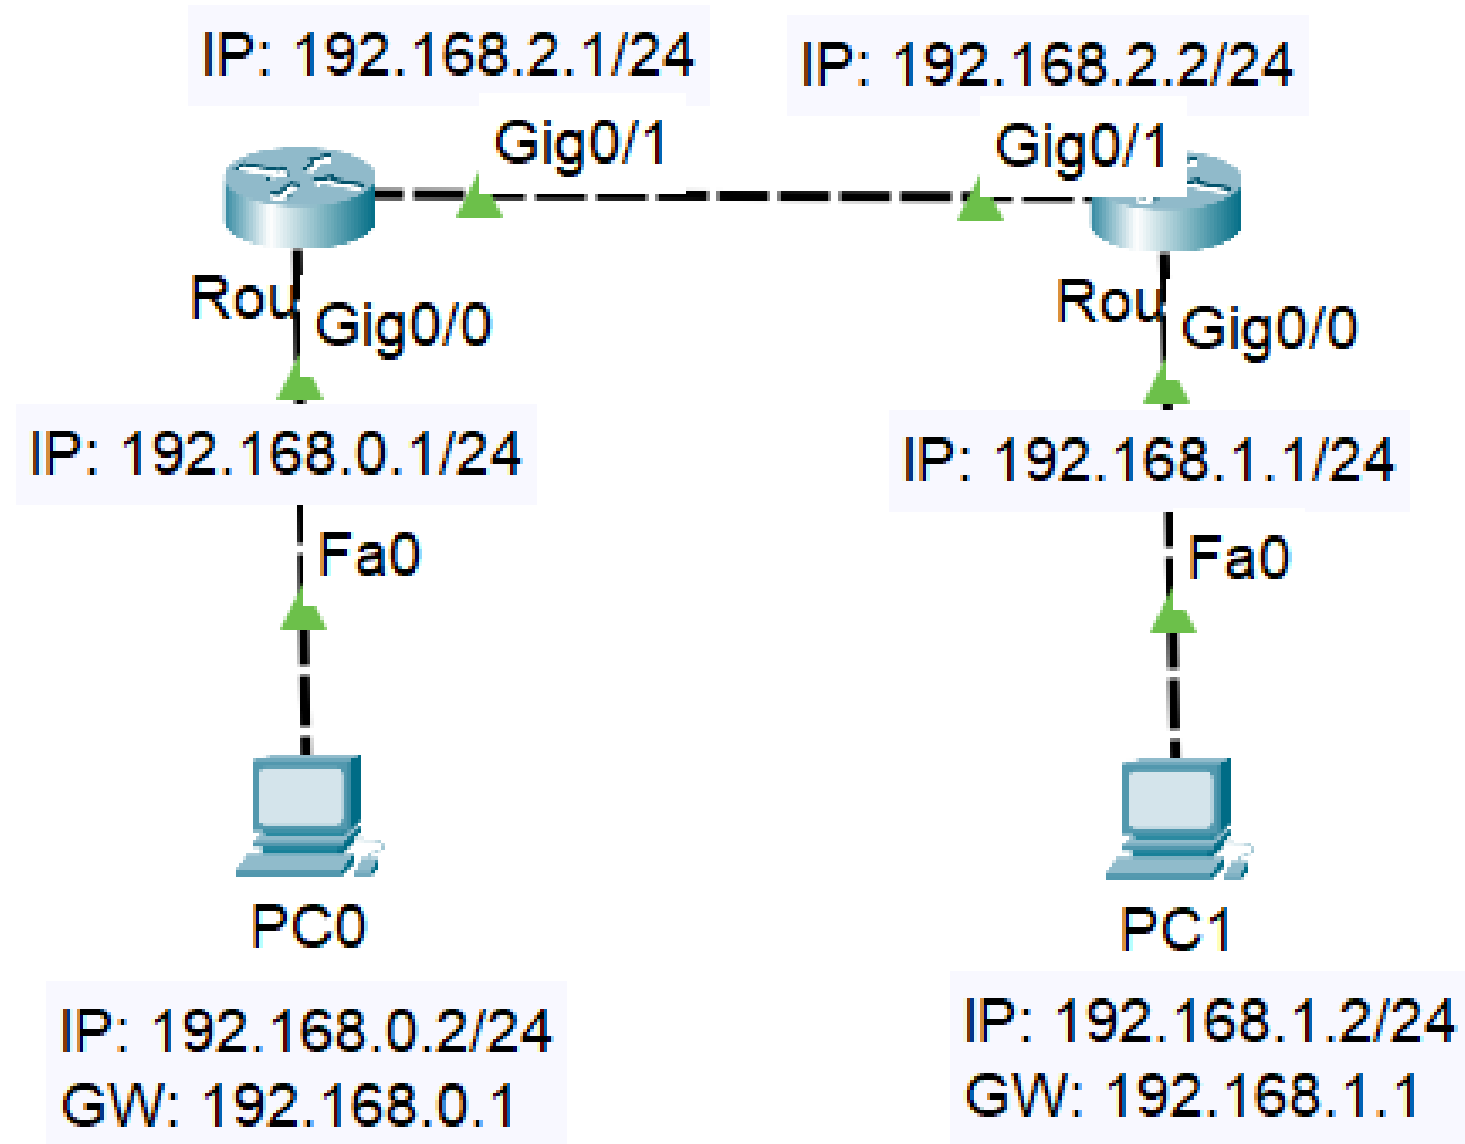 IP: 192.168.2.1/24
IP: 192.168.2.2/24
Gig0/1
Gig0/1
Rou
Gig0/0
Rou
Gig0/0
IP: 192.168.0.1/24
IP: 192.168.1.1/24
Fa0
Fa0
PC0
PC1
IP: 192.168.0.2/24
GW: 192.168.0.1
IP: 192.168.1.2/24
GW: 192.168.1.1